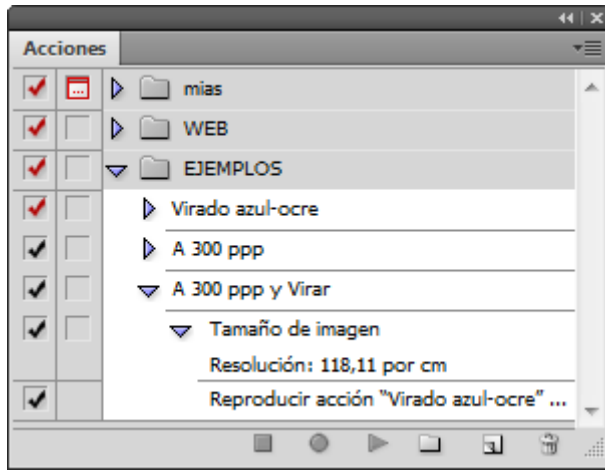 Acciones
mias
WEB
EJEMPLOS
Virado azul-ocre
A 300 ppp
A 300 ppp y Virar
Tamaño de imagen
Resolución: 118,11 por cm
Reproducir acción “Virado azul-ocre” ...